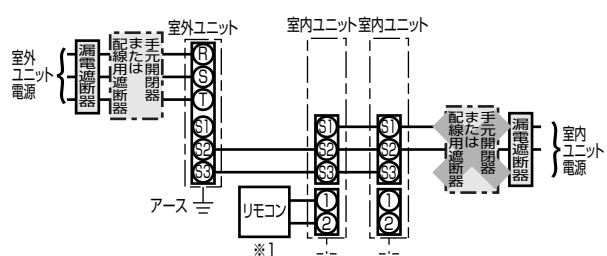 室外
ユニット
電源
漏電遮断器
手元開閉器
または
配線用遮断器
室外ユニット
R
S
T
S1
S2
S3
アース
リモコン
※1
室内ユニット
S1
S2
S3
1
2
室内ユニット
S1
S2
S3
1
2
手元開閉器
または
配線用遮断器
漏電遮断器
室内
ユニット
電源